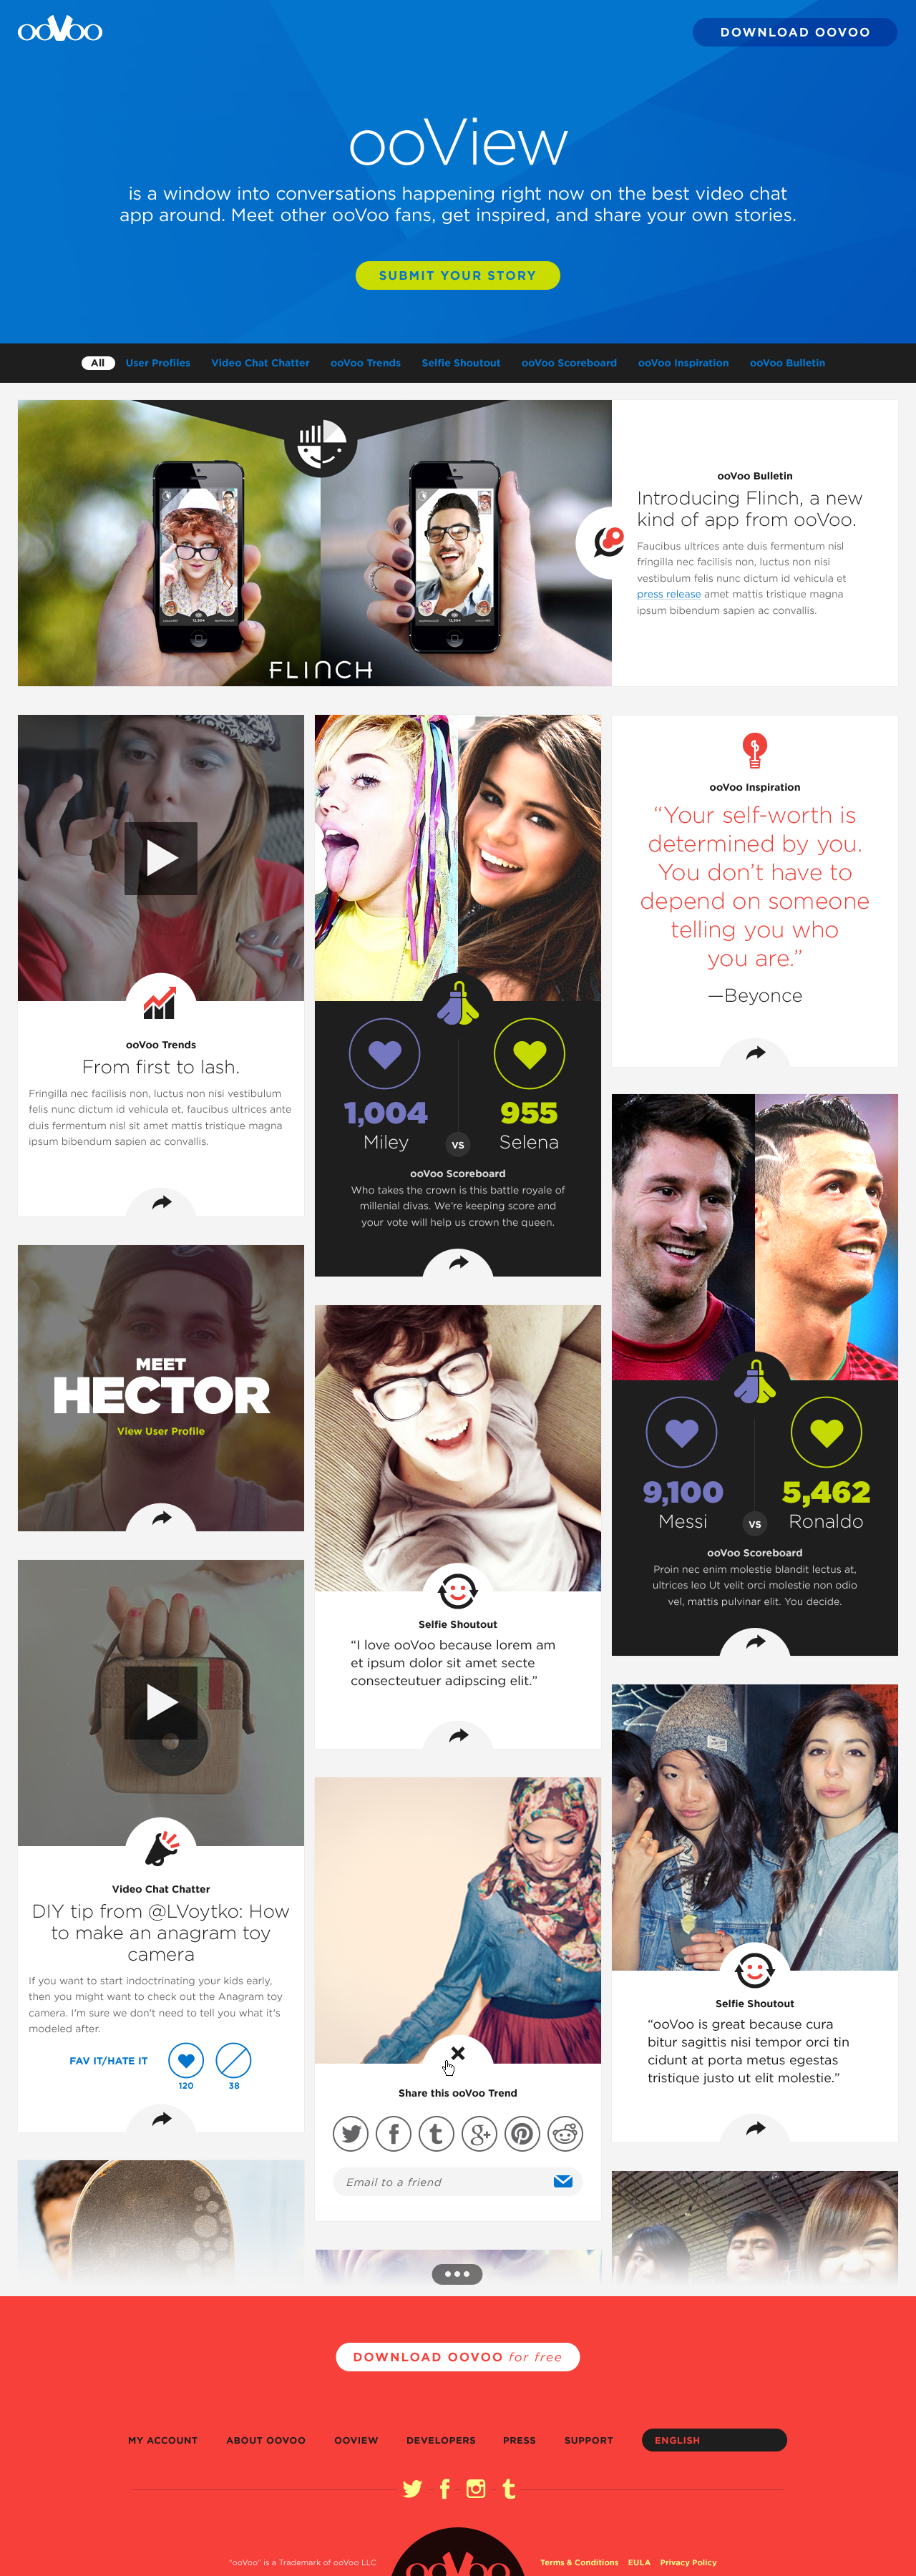 ooVoo
DOWNLOAD OOVOO
ooView
is a window into conversations happening right now on the best video chat
app around. Meet other ooVoo fans, get inspired, and share your own stories.
SUBMIT YOUR STORY
All User Profiles Video Chat Chatter ooVoo Trends Selfie Shoutout ooVoo Scoreboard ooVoo Inspiration ooVoo Bulletin
FLINCH
ooVoo Bulletin
Introducing Flinch, a new
kind of app from ooVoo.
Faucibus ultrices ante duis fermentum nisl
fringilla nec facilisis non, luctus non nisi
vestibulum felis nunc dictum id vehicula et
press release amet mattis tristique magna
ipsum bibendum sapien ac convallis.
ooVoo Trends
From first to lash.
Fringilla nec facilisis non, luctus non nisi vestibulum
felis nunc dictum id vehicula et, faucibus ultrices ante
duis fermentum nisl sit amet mattis tristique magna
ipsum bibendum sapien ac convallis.
MEET
HECTOR
View User Profile
Video Chat Chatter
DIY tip from @LVoytko: How
to make an anagram toy
camera
If you want to start indoctrinating your kids early,
then you might want to check out the Anagram toy
camera. I'm sure we don't need to tell you what it's
modeled after.
FAV IT/HATE IT
120 38
1,004 955
Miley VS Selena
ooVoo Scoreboard
Who takes the crown is this battle royale of
millenial divas. We're keeping score and
your vote will help us crown the queen.
Selfie Shoutout
“I love ooVoo because lorem am
et ipsum dolor sit amet secte
consecteutuer adipscing elit.”
Share this ooVoo Trend
Email to a friend
ooVoo Inspiration
“Your self-worth is
determined by you.
You don’t have to
depend on someone
telling you who
you are.”
—Beyonce
9,100 5,462
Messi VS Ronaldo
ooVoo Scoreboard
Proin nec enim molestie blandit lectus at,
ultrices leo Ut velit orci molestie non odio
vel, mattis pulvinar elit. You decide.
Selfie Shoutout
“ooVoo is great because cura
bitur sagittis nisi tempor orci tin
cidunt at porta metus egestas
tristique justo ut elit molestie.”
DOWNLOAD OOVOO for free
MY ACCOUNT ABOUT OOVOO OOVIEW DEVELOPERS PRESS SUPPORT ENGLISH
"ooVoo" is a Trademark of ooVoo LLC
ooVoo
Terms & Conditions EULA Privacy Policy